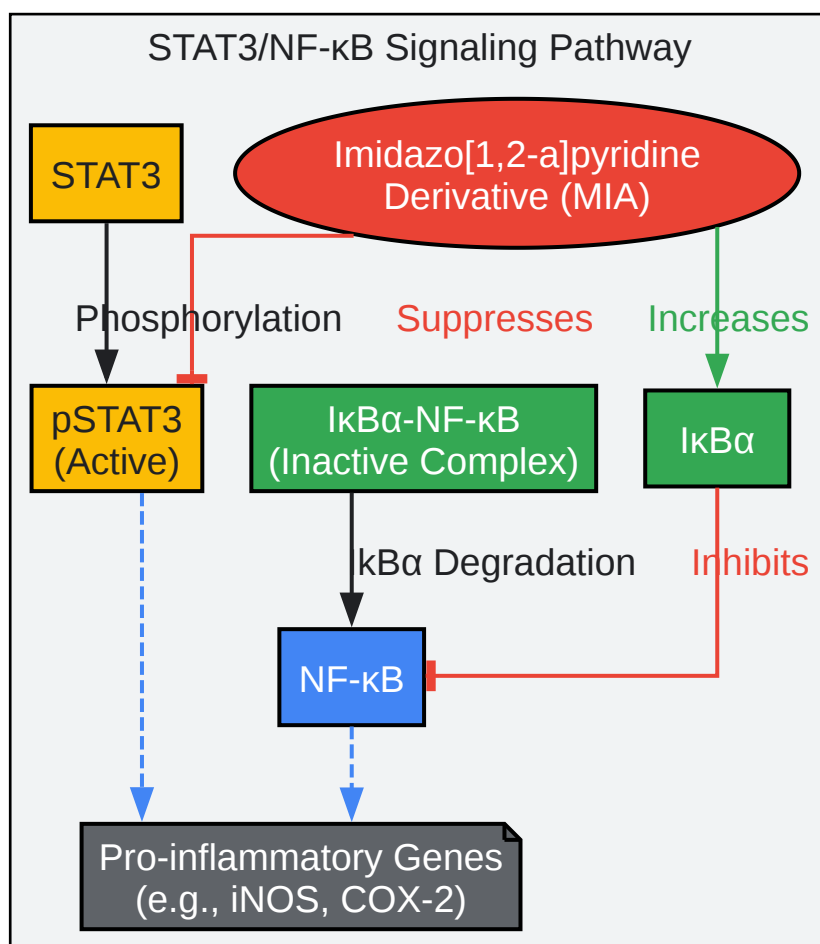 STAT3/NF-κB Signaling Pathway
STAT3
Imidazo[1,2-a]pyridine
Derivative (MIA)
Phosphorylation
Suppresses
Increases
pSTAT3
(Active)
IκBα-NF-κB
(Inactive Complex)
IκBα
IkBα Degradation
Inhibits
NF-κB
Pro-inflammatory Genes
(e.g., iNOS, COX-2)